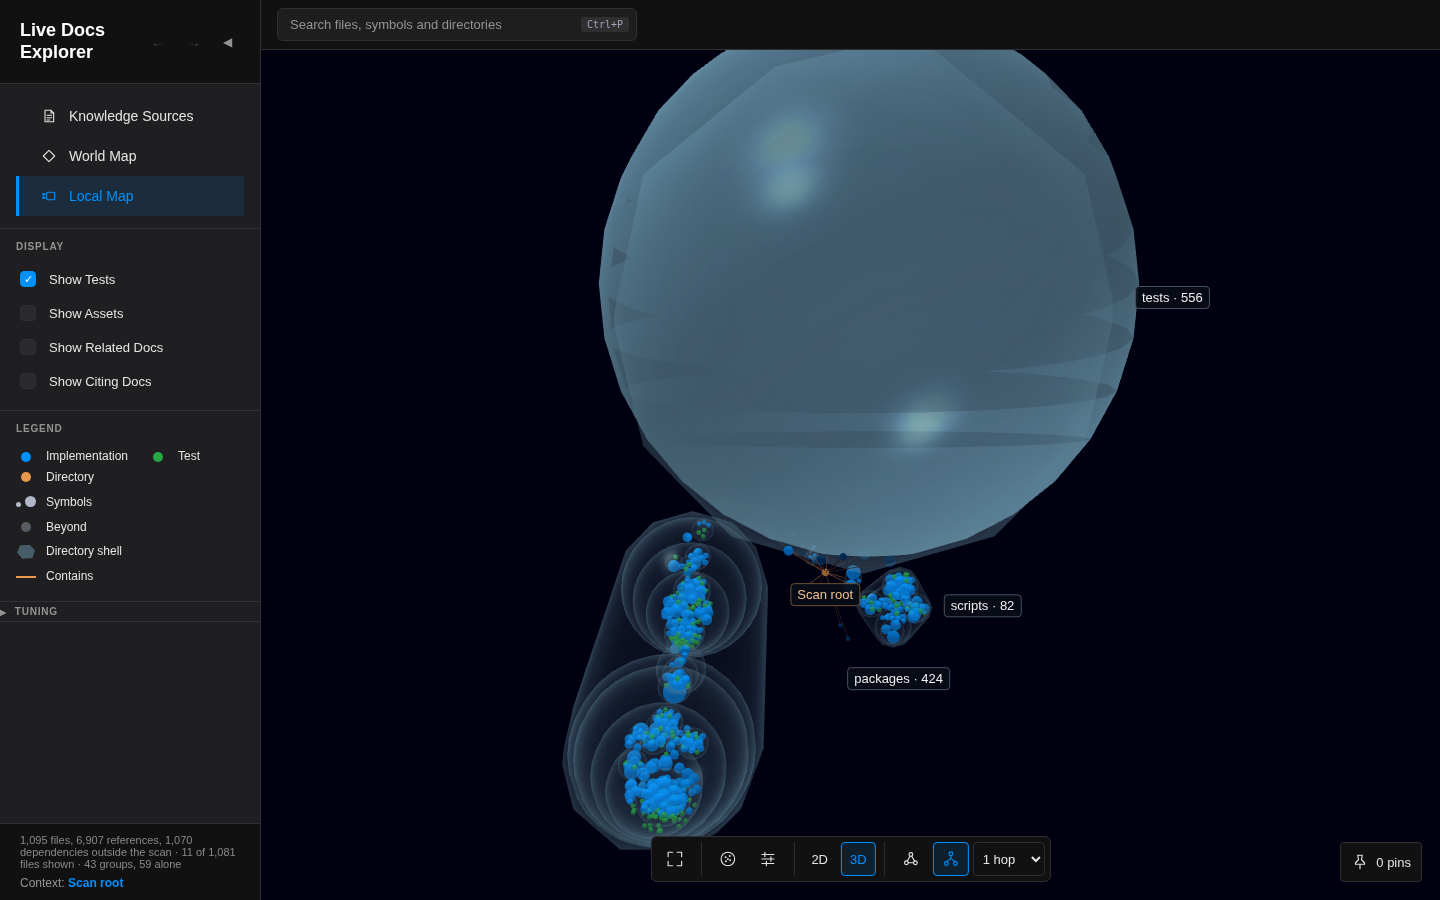 Live Docs
Explorer
Search files, symbols and directories
Ctrl+P
Knowledge Sources
World Map
Local Map
DISPLAY
Show Tests
Show Assets
Show Related Docs
Show Citing Docs
LEGEND
Implementation
Test
Directory
Symbols
Beyond
Directory shell
Contains
TUNING
1,095 files, 6,907 references, 1,070
dependencies outside the scan · 11 of 1,081
files shown · 43 groups, 59 alone
Context: Scan root
tests · 556
Scan root
scripts · 82
packages · 424
2D
3D
1 hop
0 pins